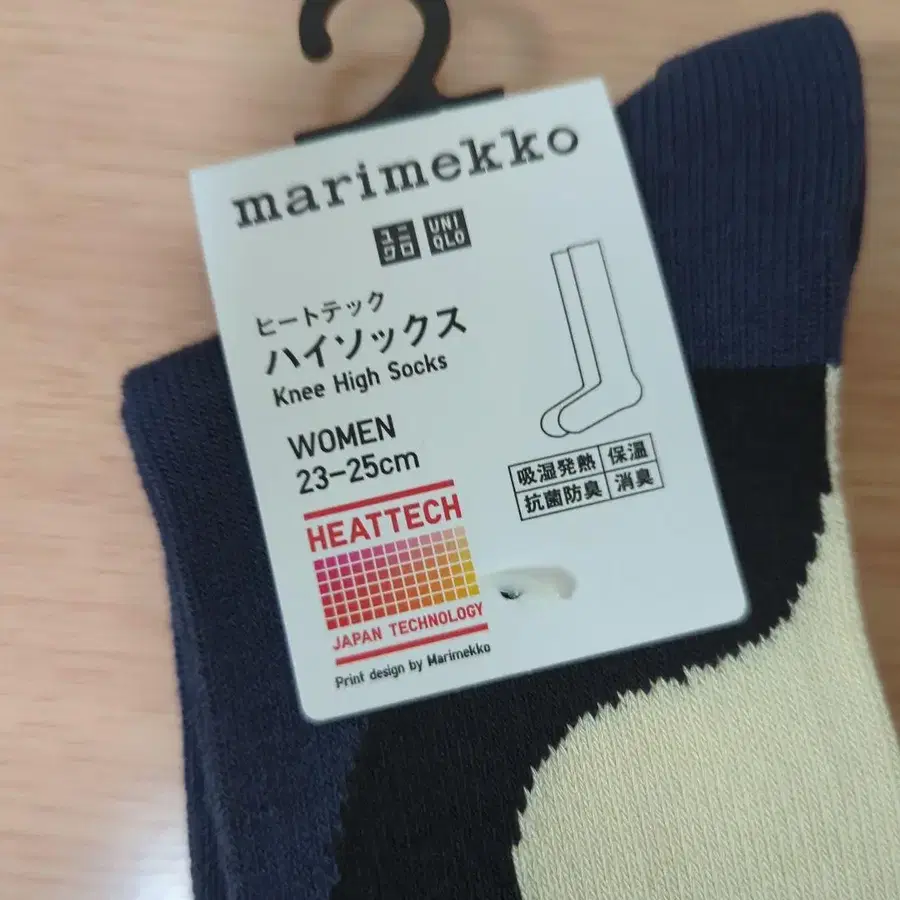 marimekko
ユニクロ UNIQLO
ヒートテック
ハイソックス
Knee High Socks
WOMEN
23-25cm
吸湿発熱 保温
抗菌防臭 消臭
HEATTECH
JAPAN TECHNOLOGY
Print design by Marimekko